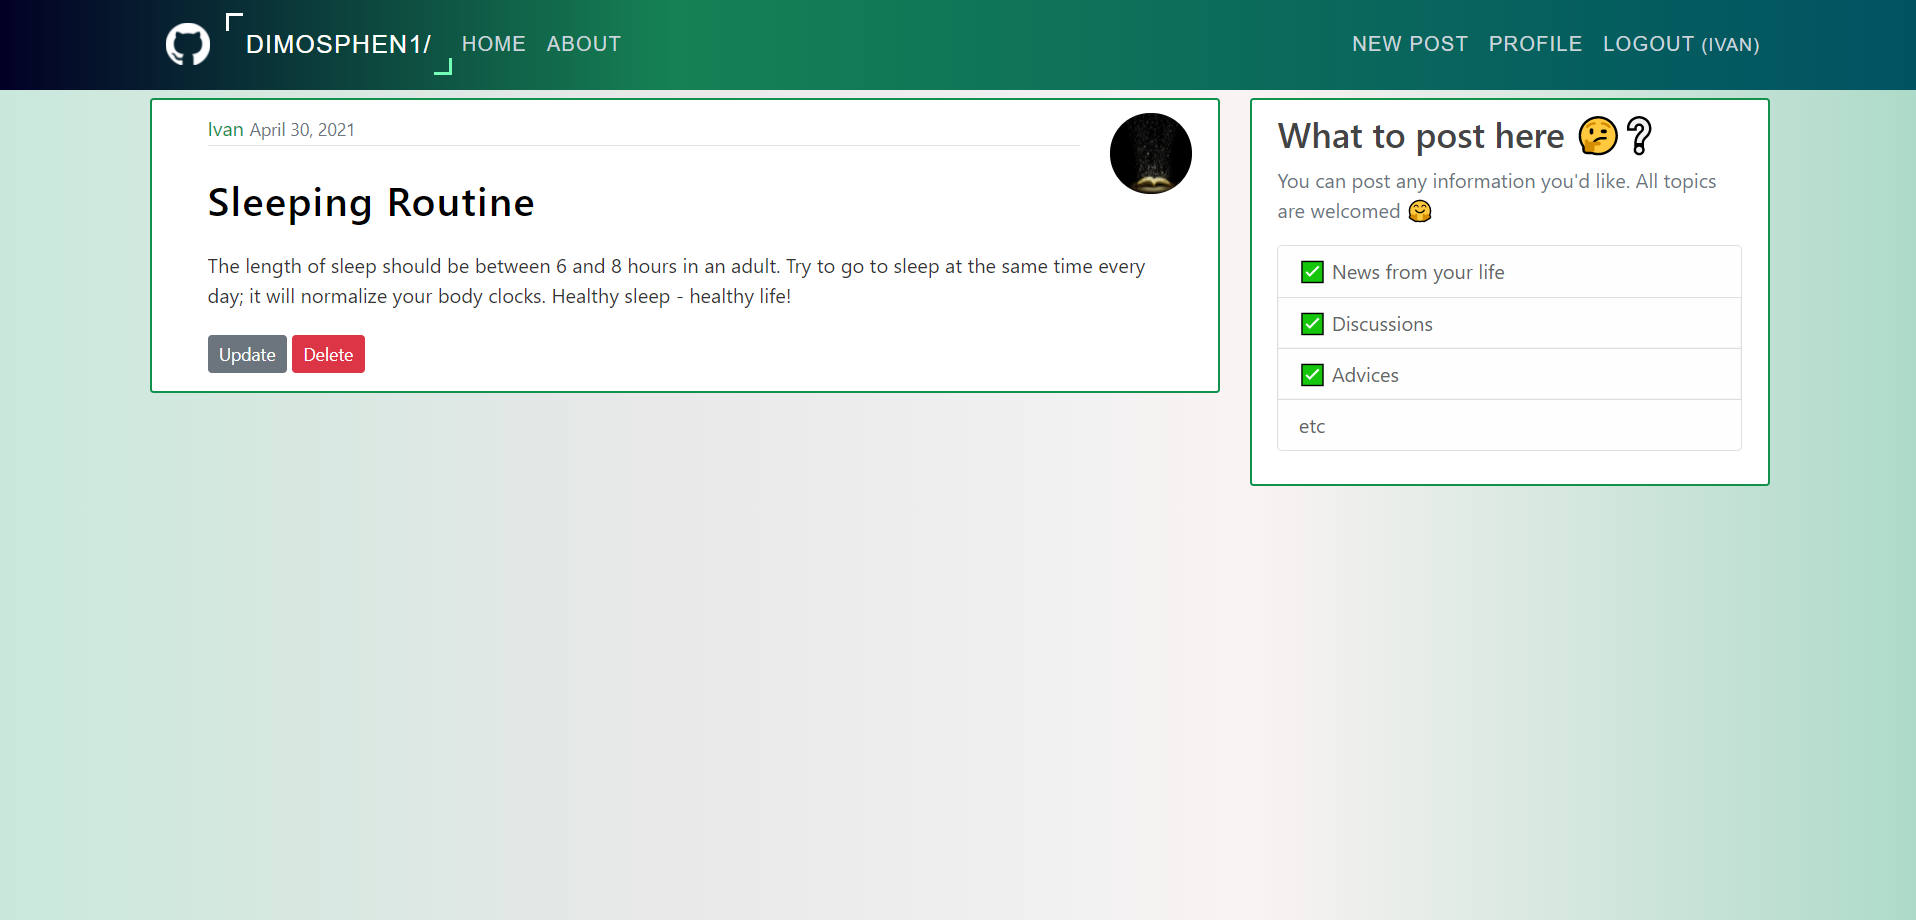 DIMOSPHEN1/ HOME ABOUT NEW POST PROFILE LOGOUT (IVAN)
Ivan April 30, 2021
Sleeping Routine
The length of sleep should be between 6 and 8 hours in an adult. Try to go to sleep at the same time every
day; it will normalize your body clocks. Healthy sleep - healthy life!
Update Delete
What to post here 🤔❔
You can post any information you'd like. All topics
are welcomed 🤗
✅ News from your life
✅ Discussions
✅ Advices
etc